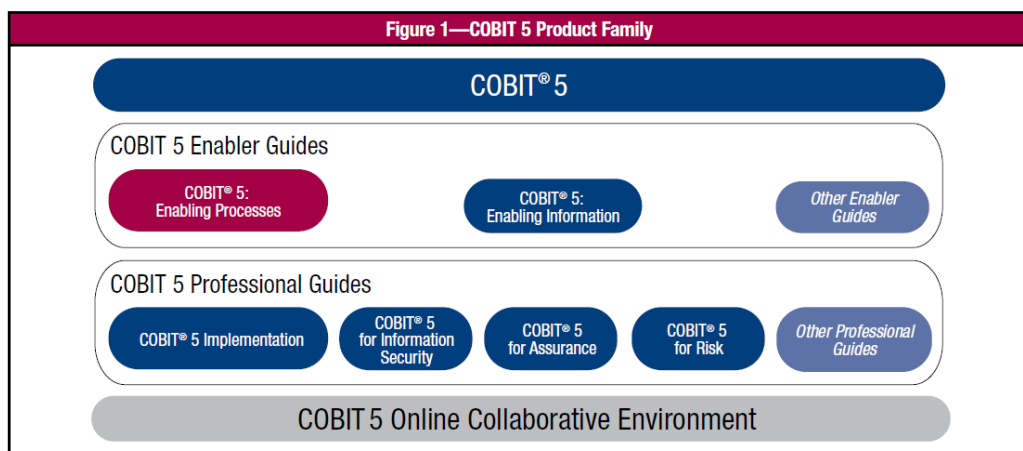 Figure 1—COBIT 5 Product Family
COBIT® 5
COBIT 5 Enabler Guides
COBIT® 5:
Enabling Processes
COBIT® 5:
Enabling Information
Other Enabler
Guides
COBIT 5 Professional Guides
COBIT® 5 Implementation
COBIT® 5
for Information
Security
COBIT® 5
for Assurance
COBIT® 5
for Risk
Other Professional
Guides
COBIT 5 Online Collaborative Environment